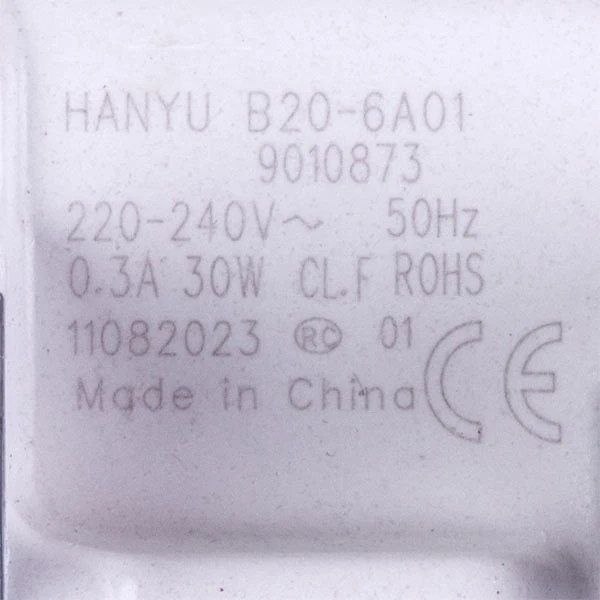 HANYU B20-6A01
9010873
220-240V~ 50Hz
0.3A 30W CL.F ROHS
11082023 RC 01
Made in China CE